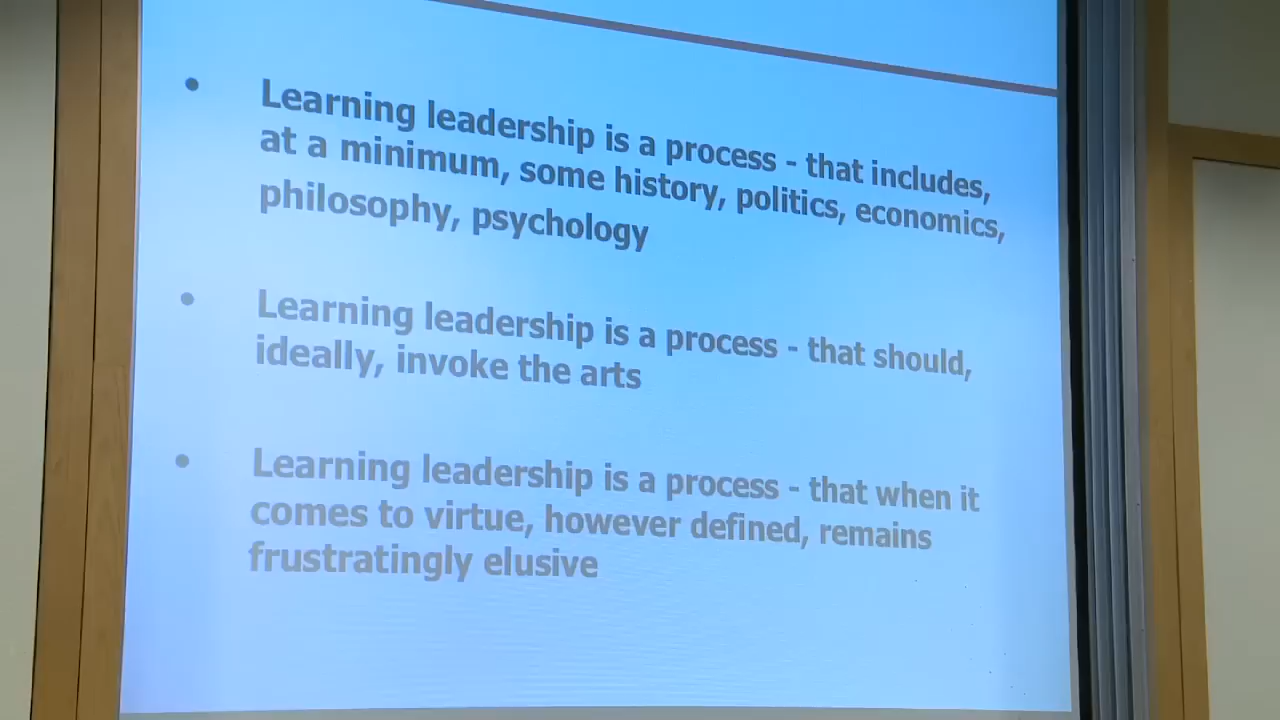 • Learning leadership is a process - that includes,
at a minimum, some history, politics, economics,
philosophy, psychology
• Learning leadership is a process - that should,
ideally, invoke the arts
• Learning leadership is a process - that when it
comes to virtue, however defined, remains
frustratingly elusive